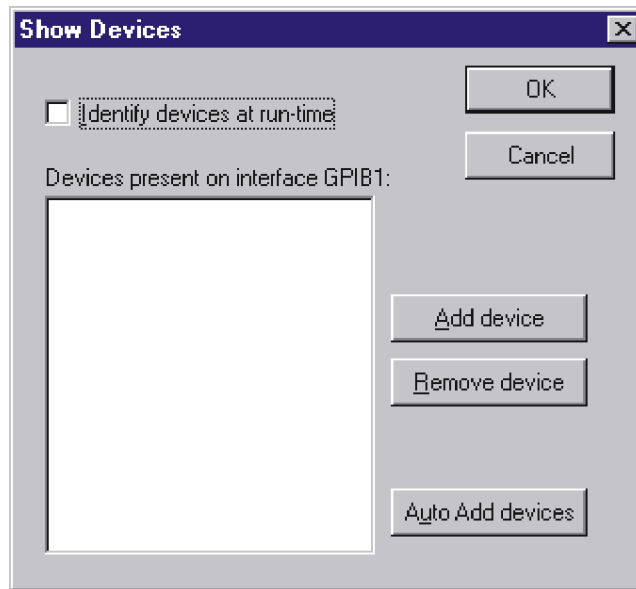 Show Devices
Identify devices at run-time
OK
Cancel
Devices present on interface GPIB1:
Add device
Remove device
Auto Add devices